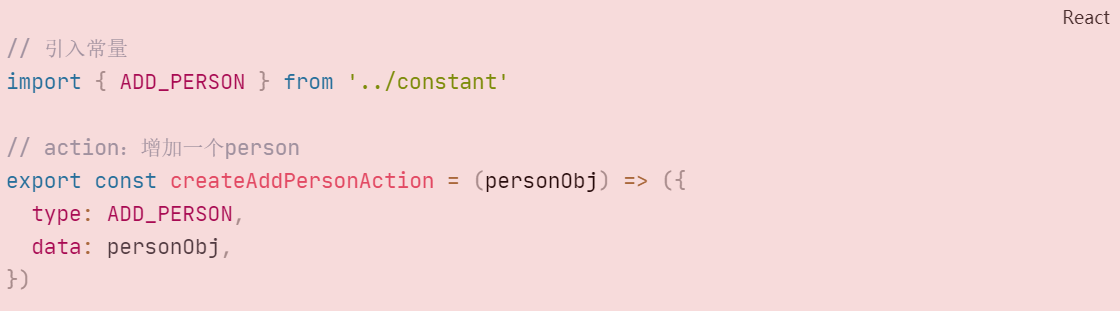 React
// 引入常量
import { ADD_PERSON } from '../constant'
// action：增加一个person
export const createAddPersonAction = (personObj) => ({
  type: ADD_PERSON,
  data: personObj,
})